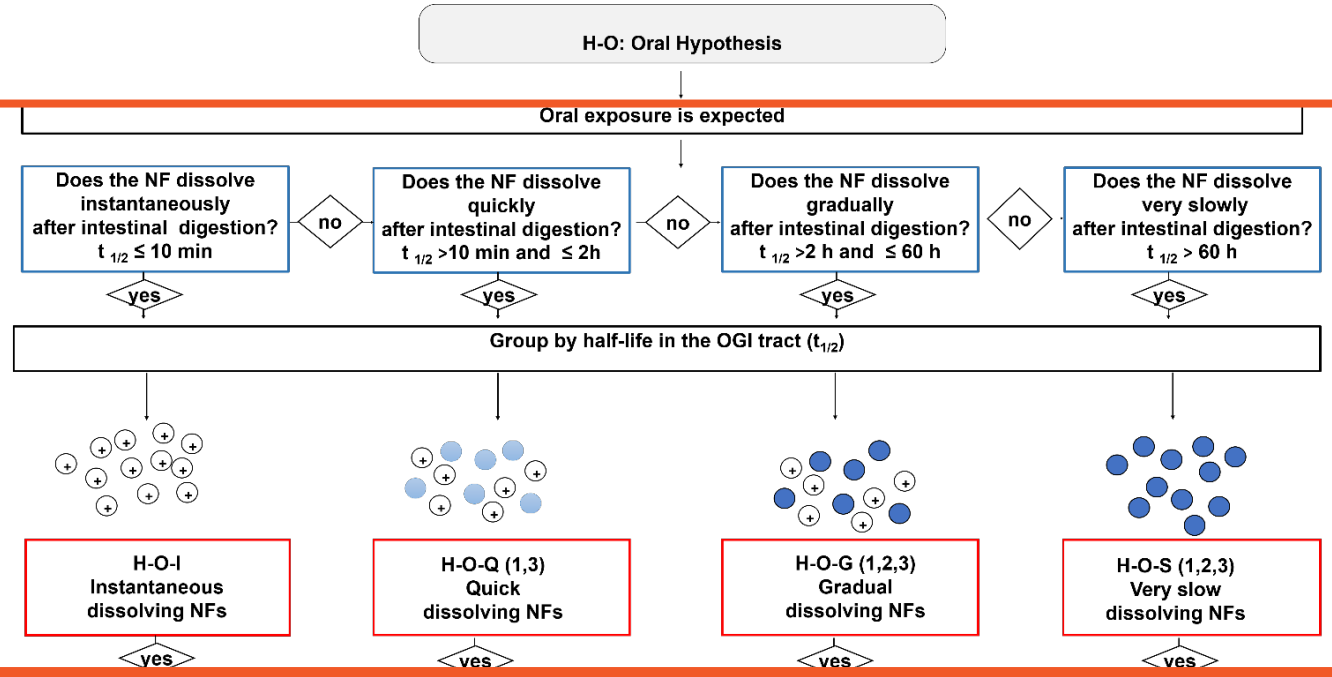 H-O: Oral Hypothesis
Oral exposure is expected
Does the NF dissolve
instantaneously
after intestinal digestion?
t 1/2 ≤ 10 min
no
Does the NF dissolve
quickly
after intestinal digestion?
t 1/2 >10 min and ≤ 2h
no
Does the NF dissolve
gradually
after intestinal digestion?
t 1/2 >2 h and ≤ 60 h
no
Does the NF dissolve
very slowly
after intestinal digestion?
t 1/2 > 60 h
yes
yes
yes
yes
Group by half-life in the OGI tract (t1/2)
+ + + + + + + + + + + +
+ + + + + +
+ + + + + +
H-O-I
Instantaneous
dissolving NFs
H-O-Q (1,3)
Quick
dissolving NFs
H-O-G (1,2,3)
Gradual
dissolving NFs
H-O-S (1,2,3)
Very slow
dissolving NFs
yes
yes
yes
yes